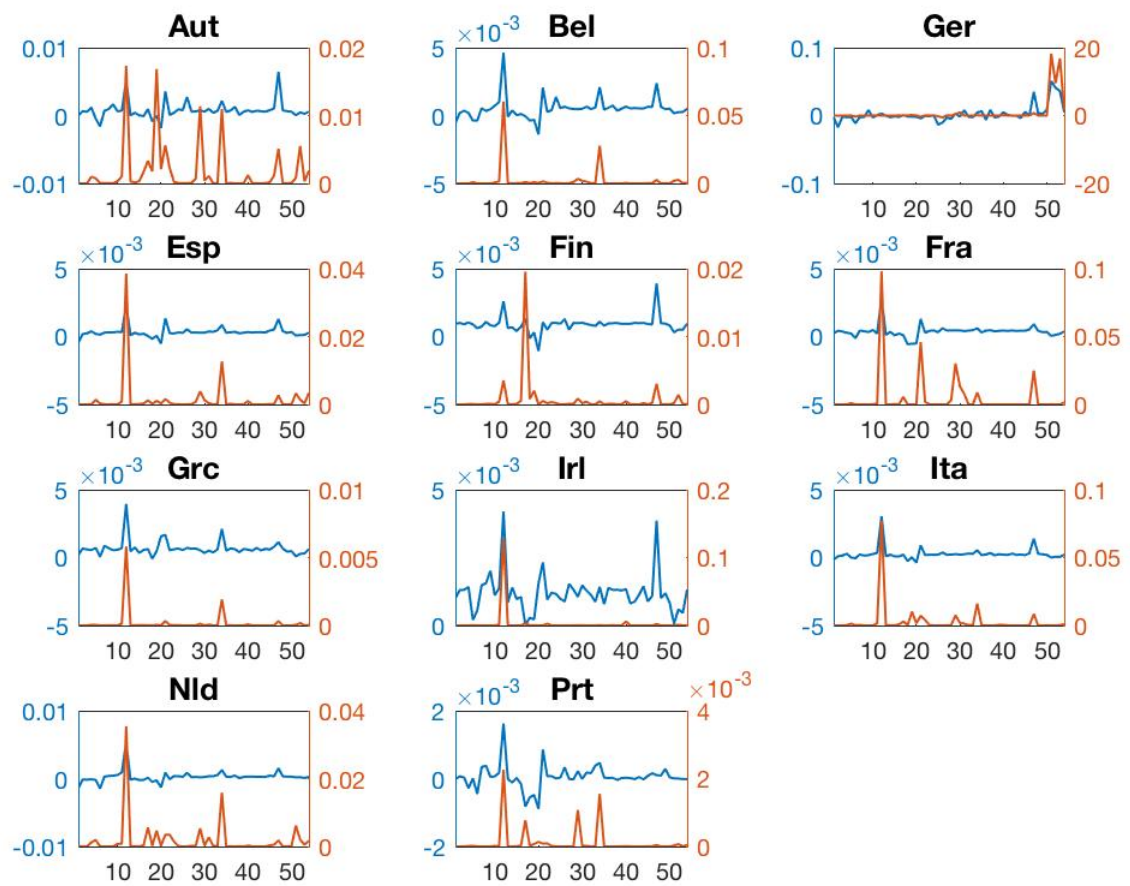 Aut Bel Ger
0.01 0.02 5 ×10⁻³ 0.1 0.1 20
0 0.01 0 0.05 0 0
-0.01 0 -5 0 -0.1 -20
10 20 30 40 50 10 20 30 40 50 10 20 30 40 50
Esp Fin Fra
5 ×10⁻³ 0.04 5 ×10⁻³ 0.02 5 ×10⁻³ 0.1
0 0.02 0 0.01 0 0.05
-5 0 -5 0 -5 0
10 20 30 40 50 10 20 30 40 50 10 20 30 40 50
Grc Irl Ita
5 ×10⁻³ 0.01 5 ×10⁻³ 0.2 5 ×10⁻³ 0.1
0 0.005 0.1 0 0.05
-5 0 0 0 -5 0
10 20 30 40 50 10 20 30 40 50 10 20 30 40 50
Nld Prt
0.01 0.04 2 ×10⁻³ 4 ×10⁻³
0 0.02 0 2
-0.01 0 -2 0
10 20 30 40 50 10 20 30 40 50